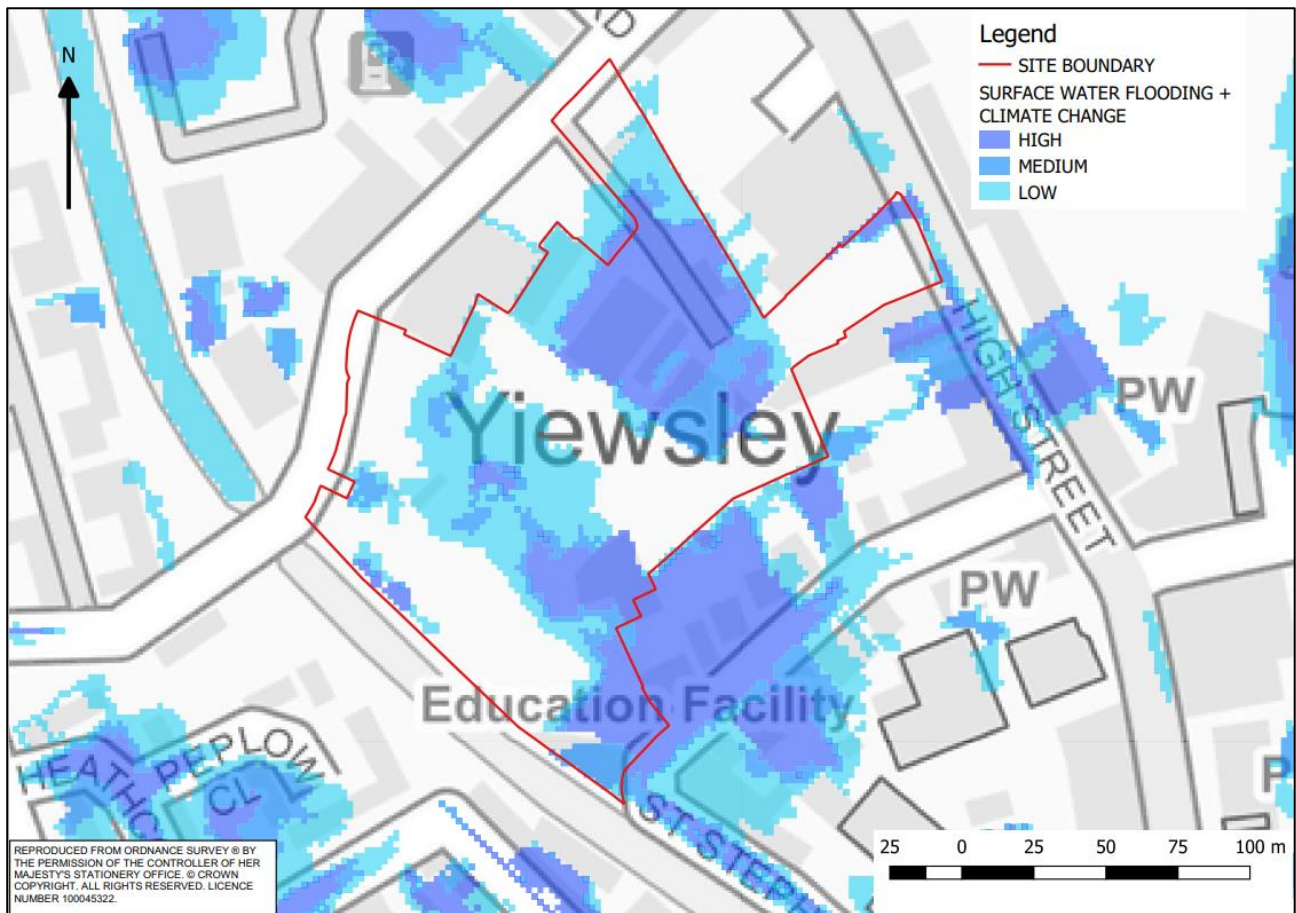 N
AD
Legend
SITE BOUNDARY
SURFACE WATER FLOODING +
CLIMATE CHANGE
HIGH
MEDIUM
LOW
HIGH STREET
Yiewsley
PW
PW
Education Facility
PEPLOW
CL
HEATHC
ST STEPH
P
25 0 25 50 75 100 m
REPRODUCED FROM ORDNANCE SURVEY ® BY
THE PERMISSION OF THE CONTROLLER OF HER
MAJESTY'S STATIONERY OFFICE. © CROWN
COPYRIGHT. ALL RIGHTS RESERVED. LICENCE
NUMBER 100045322.